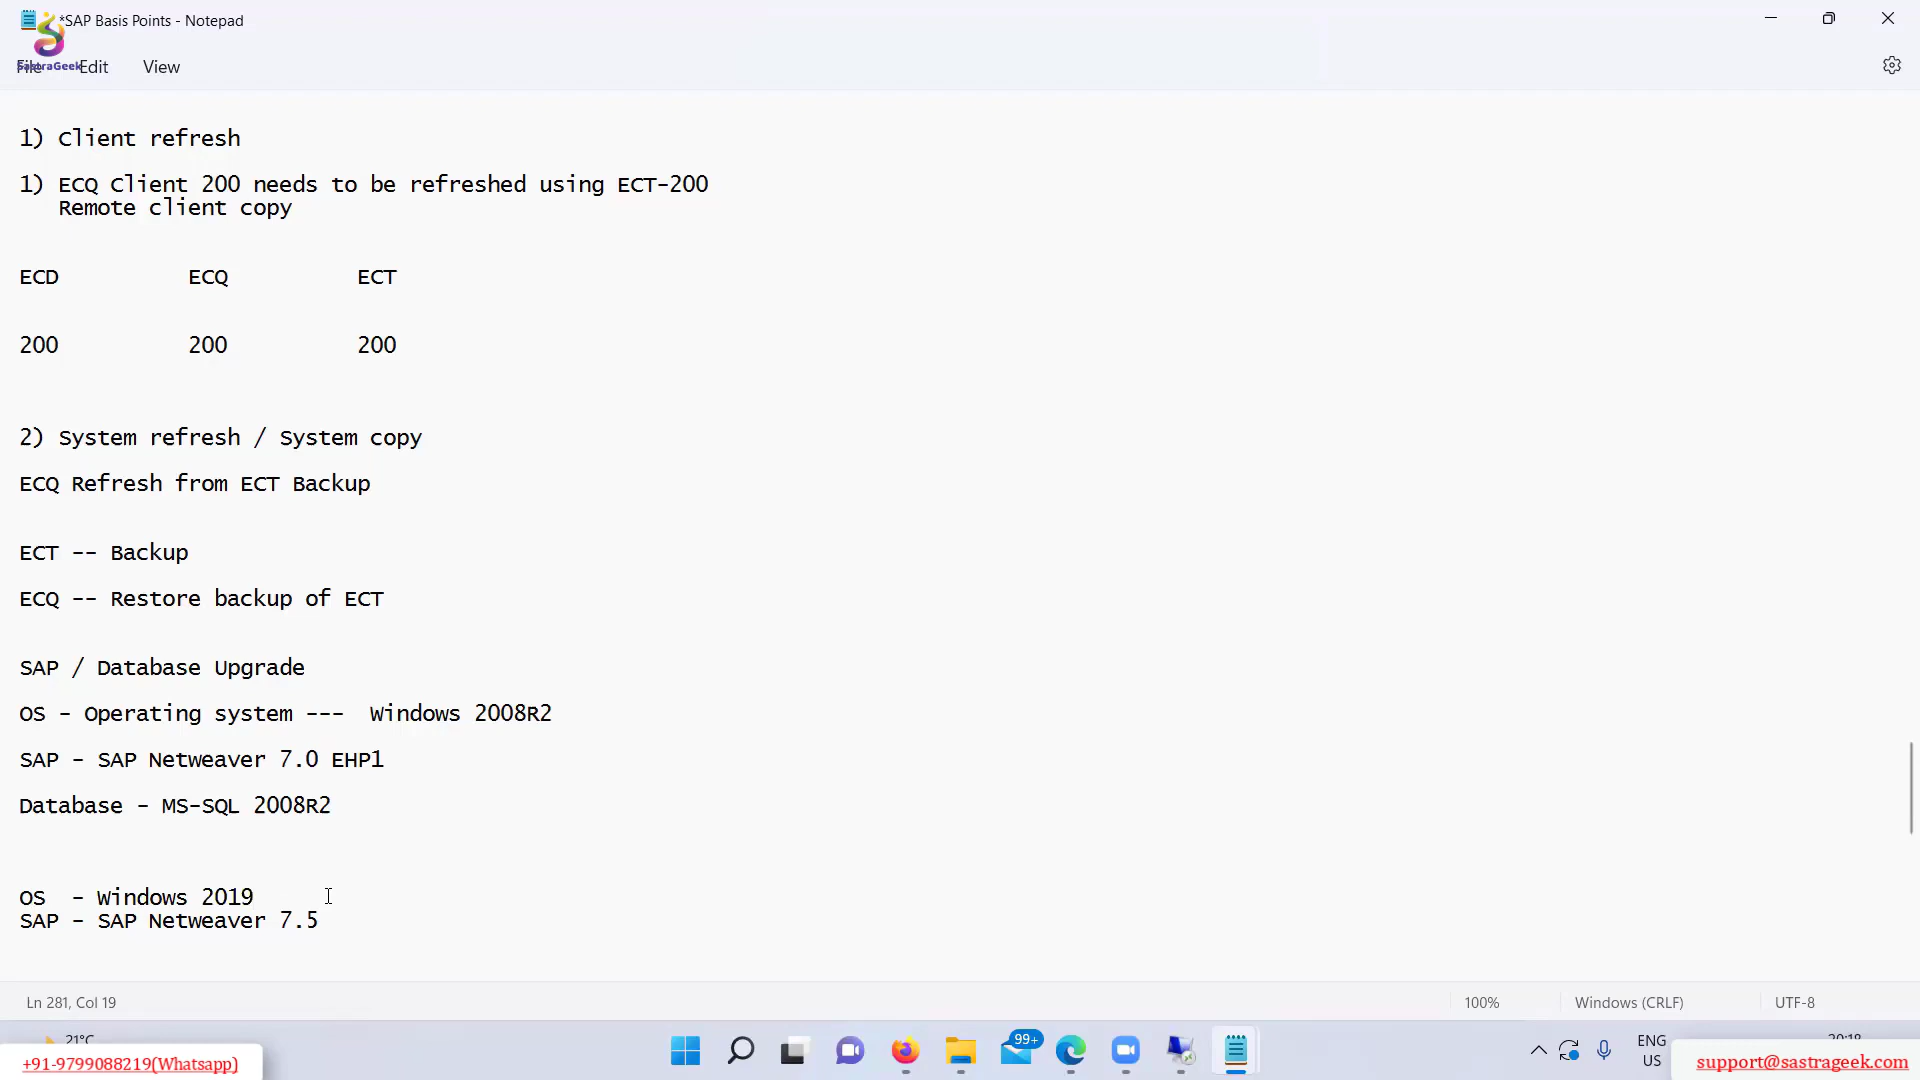 *SAP Basis Points - Notepad
SastraGeek
File Edit View
1) Client refresh
1) ECQ Client 200 needs to be refreshed using ECT-200
Remote client copy
ECD ECQ ECT
200 200 200
2) System refresh / System copy
ECQ Refresh from ECT Backup
ECT -- Backup
ECQ -- Restore backup of ECT
SAP / Database Upgrade
OS - Operating system --- Windows 2008R2
SAP - SAP Netweaver 7.0 EHP1
Database - MS-SQL 2008R2
OS - Windows 2019
SAP - SAP Netweaver 7.5
Ln 281, Col 19 100% Windows (CRLF) UTF-8
21°C 99+ ENG 20:18
US
+91-9799088219(Whatsapp) support@sastrageek.com